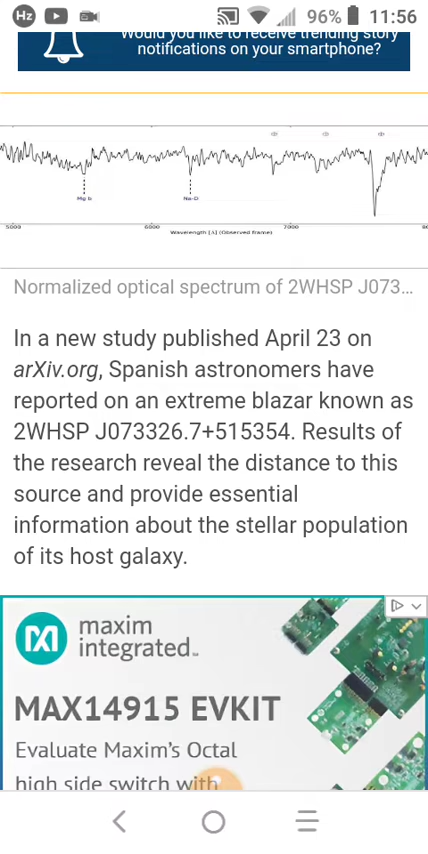 Hz
96%
11:56
Would you like to receive trending story
notifications on your smartphone?
Mg b
Na-D
5000
6000
7000
Wavelength [Å] (Observed frame)
Normalized optical spectrum of 2WHSP J073...
In a new study published April 23 on
arXiv.org, Spanish astronomers have
reported on an extreme blazar known as
2WHSP J073326.7+515354. Results of
the research reveal the distance to this
source and provide essential
information about the stellar population
of its host galaxy.
maxim
integrated™
MAX14915 EVKIT
Evaluate Maxim's Octal
high side switch with